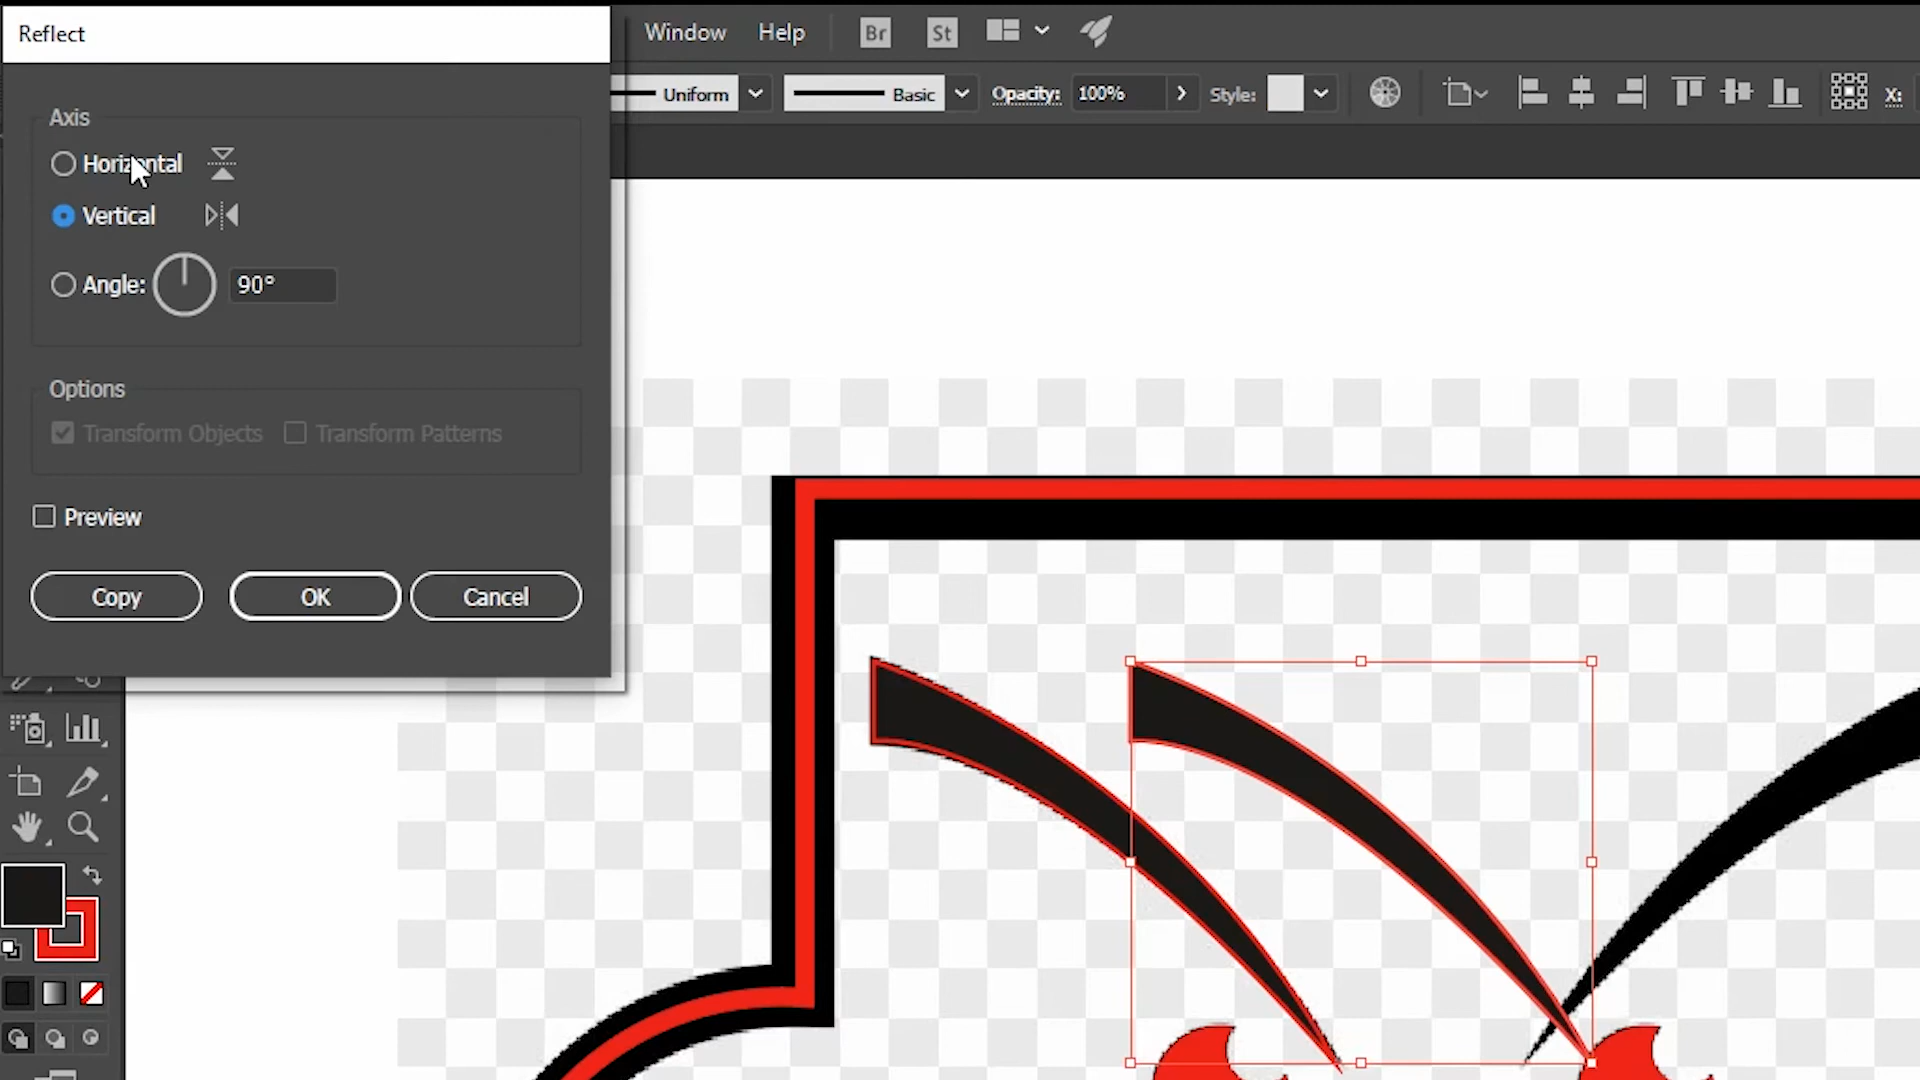 Reflect
Window Help Br St
Uniform Basic Opacity: 100% Style: X:
Axis
Horizontal
Vertical
Angle: 90°
Options
Transform Objects Transform Patterns
Preview
Copy OK Cancel